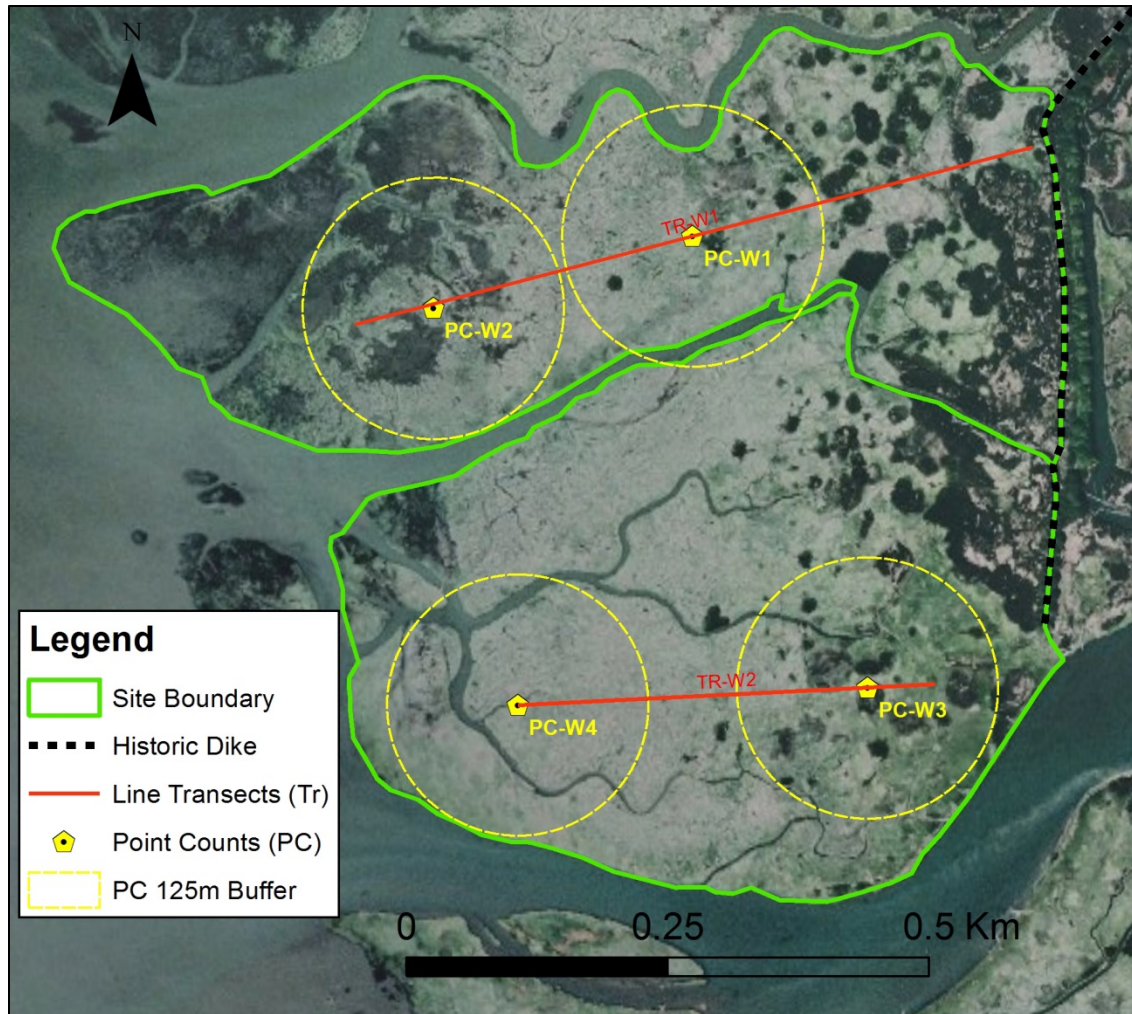 N
TR-W1
PC-W1
PC-W2
TR-W2
PC-W3
PC-W4
Legend
Site Boundary
Historic Dike
Line Transects (Tr)
Point Counts (PC)
PC 125m Buffer
0 0.25 0.5 Km